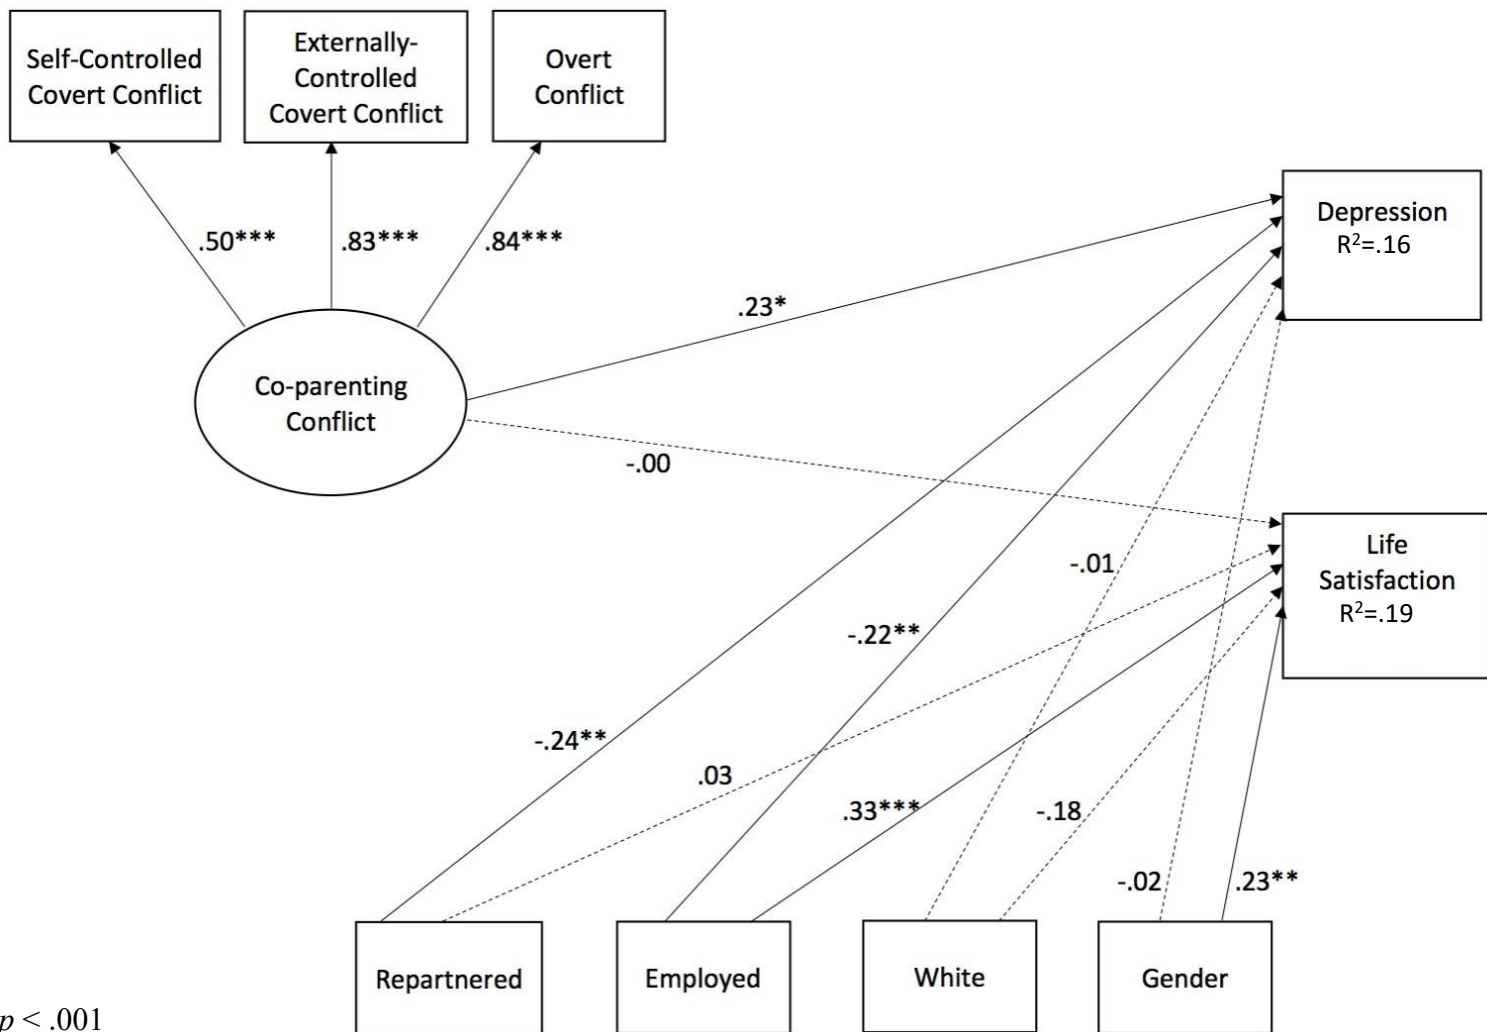 Self-Controlled
Covert Conflict
Externally-
Controlled
Covert Conflict
Overt
Conflict
.50***
.83***
.84***
Depression
R²=.16
.23*
Co-parenting
Conflict
-.00
Life
Satisfaction
R²=.19
-.01
-.22**
-.24**
.03
.33***
-.18
-.02
.23**
Repartnered
Employed
White
Gender
p < .001